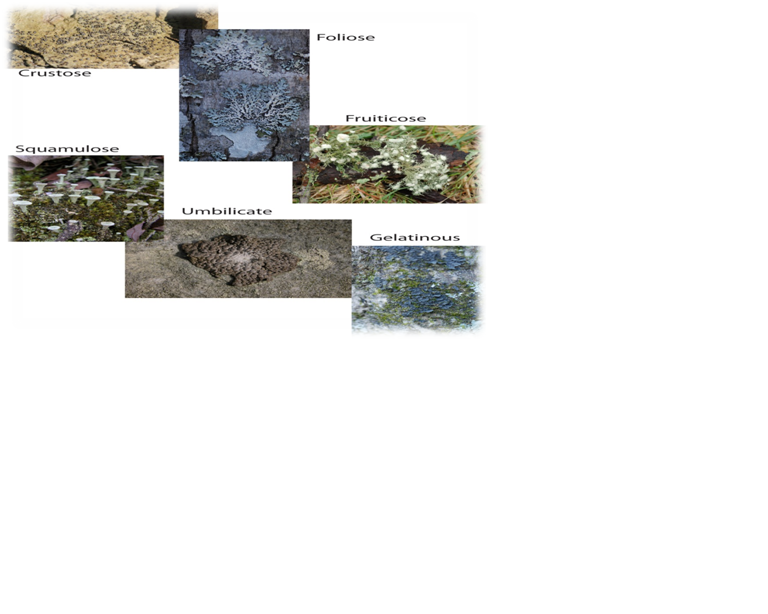 Foliose
Crustose
Fruiticose
Squamulose
Umbilicate
Gelatinous